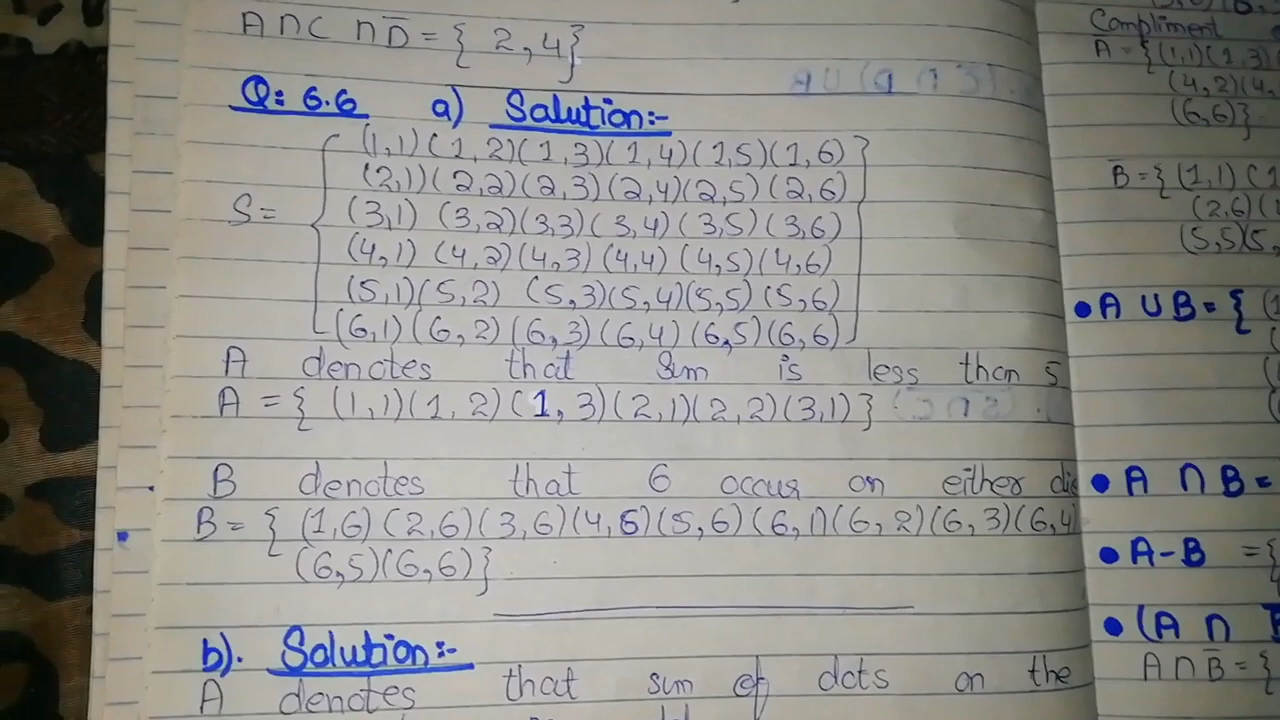 A∩C ∩D̅ = { 2,4}
Q: 6.6 a) Solution:-
(1,1)(1,2)(1,3)(1,4)(1,5)(1,6)
(2,1)(2,2)(2,3)(2,4)(2,5)(2,6)
S= (3,1) (3,2)(3,3)(3,4)(3,5)(3,6)
(4,1) (4,2)(4,3)(4,4)(4,5)(4,6)
(5,1)(5,2) (5,3)(5,4)(5,5)(5,6)
(6,1)(6,2)(6,3)(6,4)(6,5)(6,6)
A denotes that Sum is less than 5
A = { (1,1)(1,2)(1,3)(2,1)(2,2)(3,1)}
B denotes that 6 occur on either die
B = { (1,6)(2,6)(3,6)(4,6)(5,6)(6,1)(6,2)(6,3)(6,4)
(6,5)(6,6)}
b). Solution:-
A denotes that sum of dots on the
Compliment
A̅ = {(1,1)(1,3)
(4,2)(4,
(6,6)}
B̅ = { (1,1)(1
(2,6)(
(5,5)(5,
• A ∪ B = {
• A ∩ B =
• A-B = {
• (A ∩
A∩B̅ = {